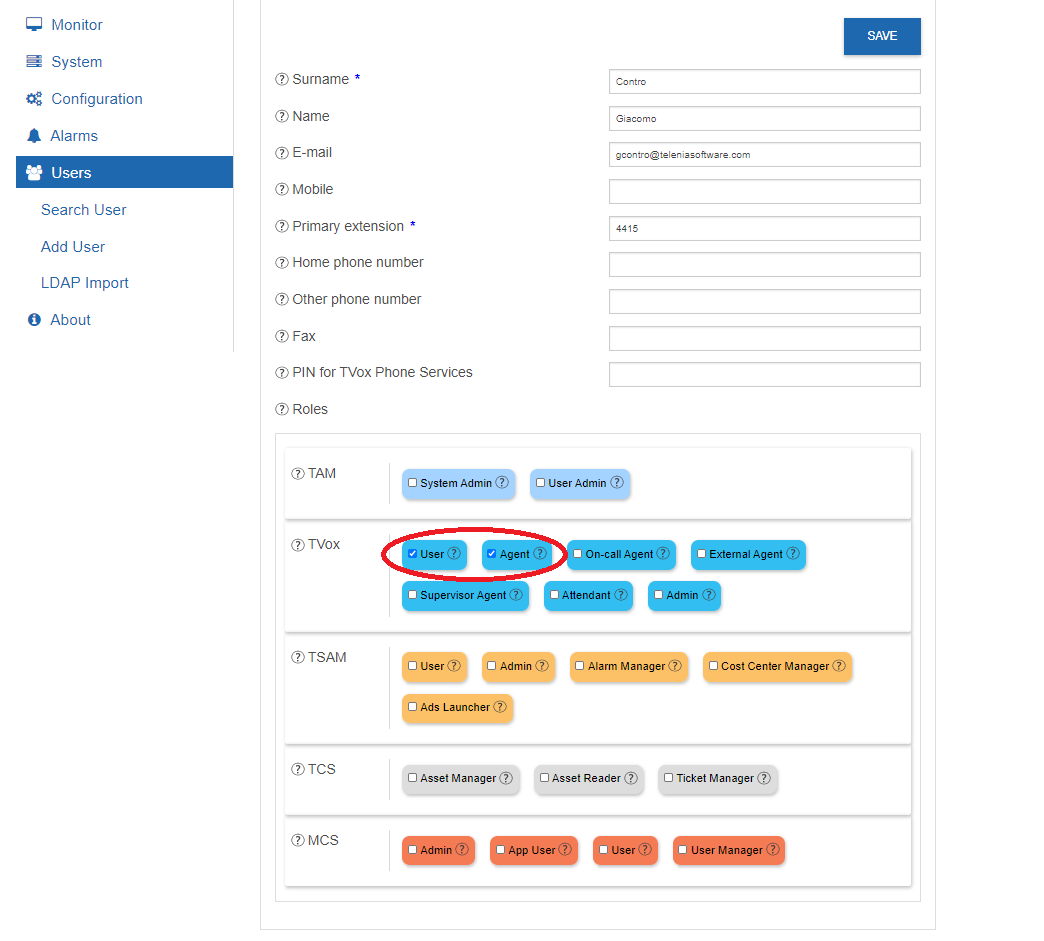 Monitor
System
Configuration
Alarms
Users
Search User
Add User
LDAP Import
About
SAVE
Surname *
Contro
Name
Giacomo
E-mail
gcontro@teleniasoftware.com
Mobile
Primary extension *
4415
Home phone number
Other phone number
Fax
PIN for TVox Phone Services
Roles
TAM
System Admin User Admin
TVox
User Agent On-call Agent External Agent
Supervisor Agent Attendant Admin
TSAM
User Admin Alarm Manager Cost Center Manager
Ads Launcher
TCS
Asset Manager Asset Reader Ticket Manager
MCS
Admin App User User User Manager